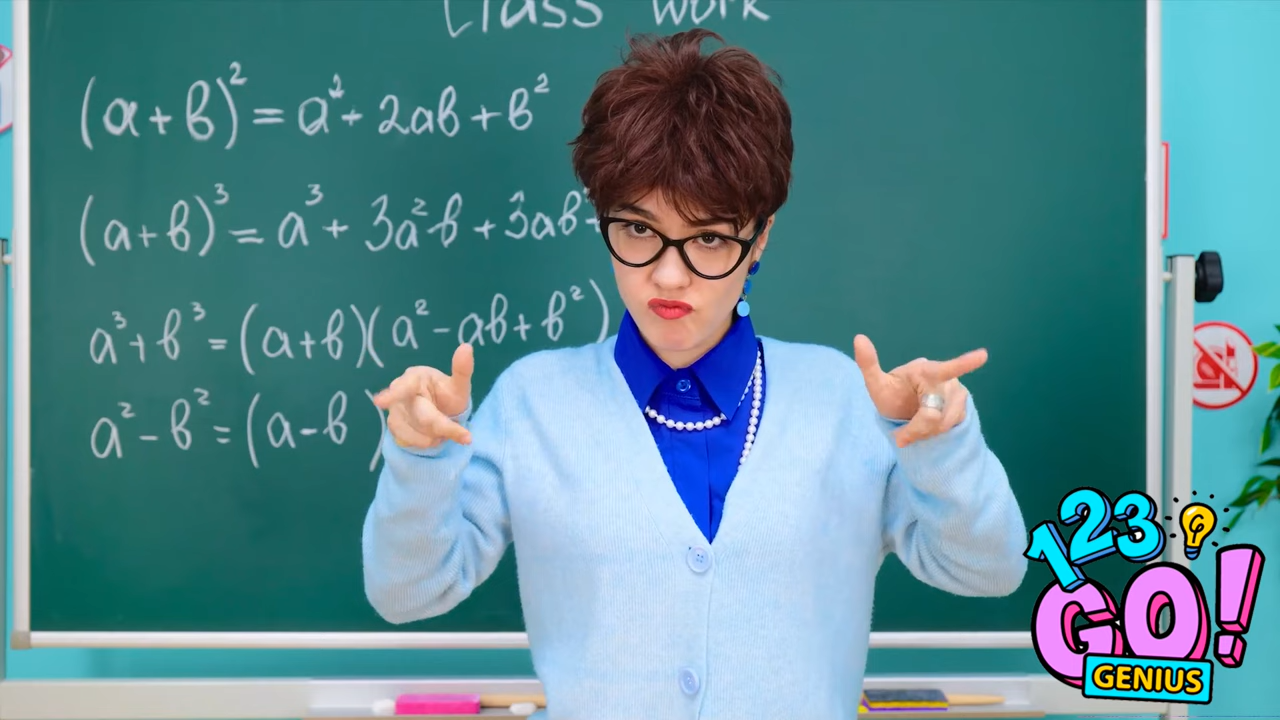 Class work
(a+b)² = a² + 2ab + b²
(a+b)³ = a³ + 3a²b + 3ab²
a³ + b³ = (a+b)(a² - ab + b²)
a² - b² = (a-b)
123
GO!
GENIUS